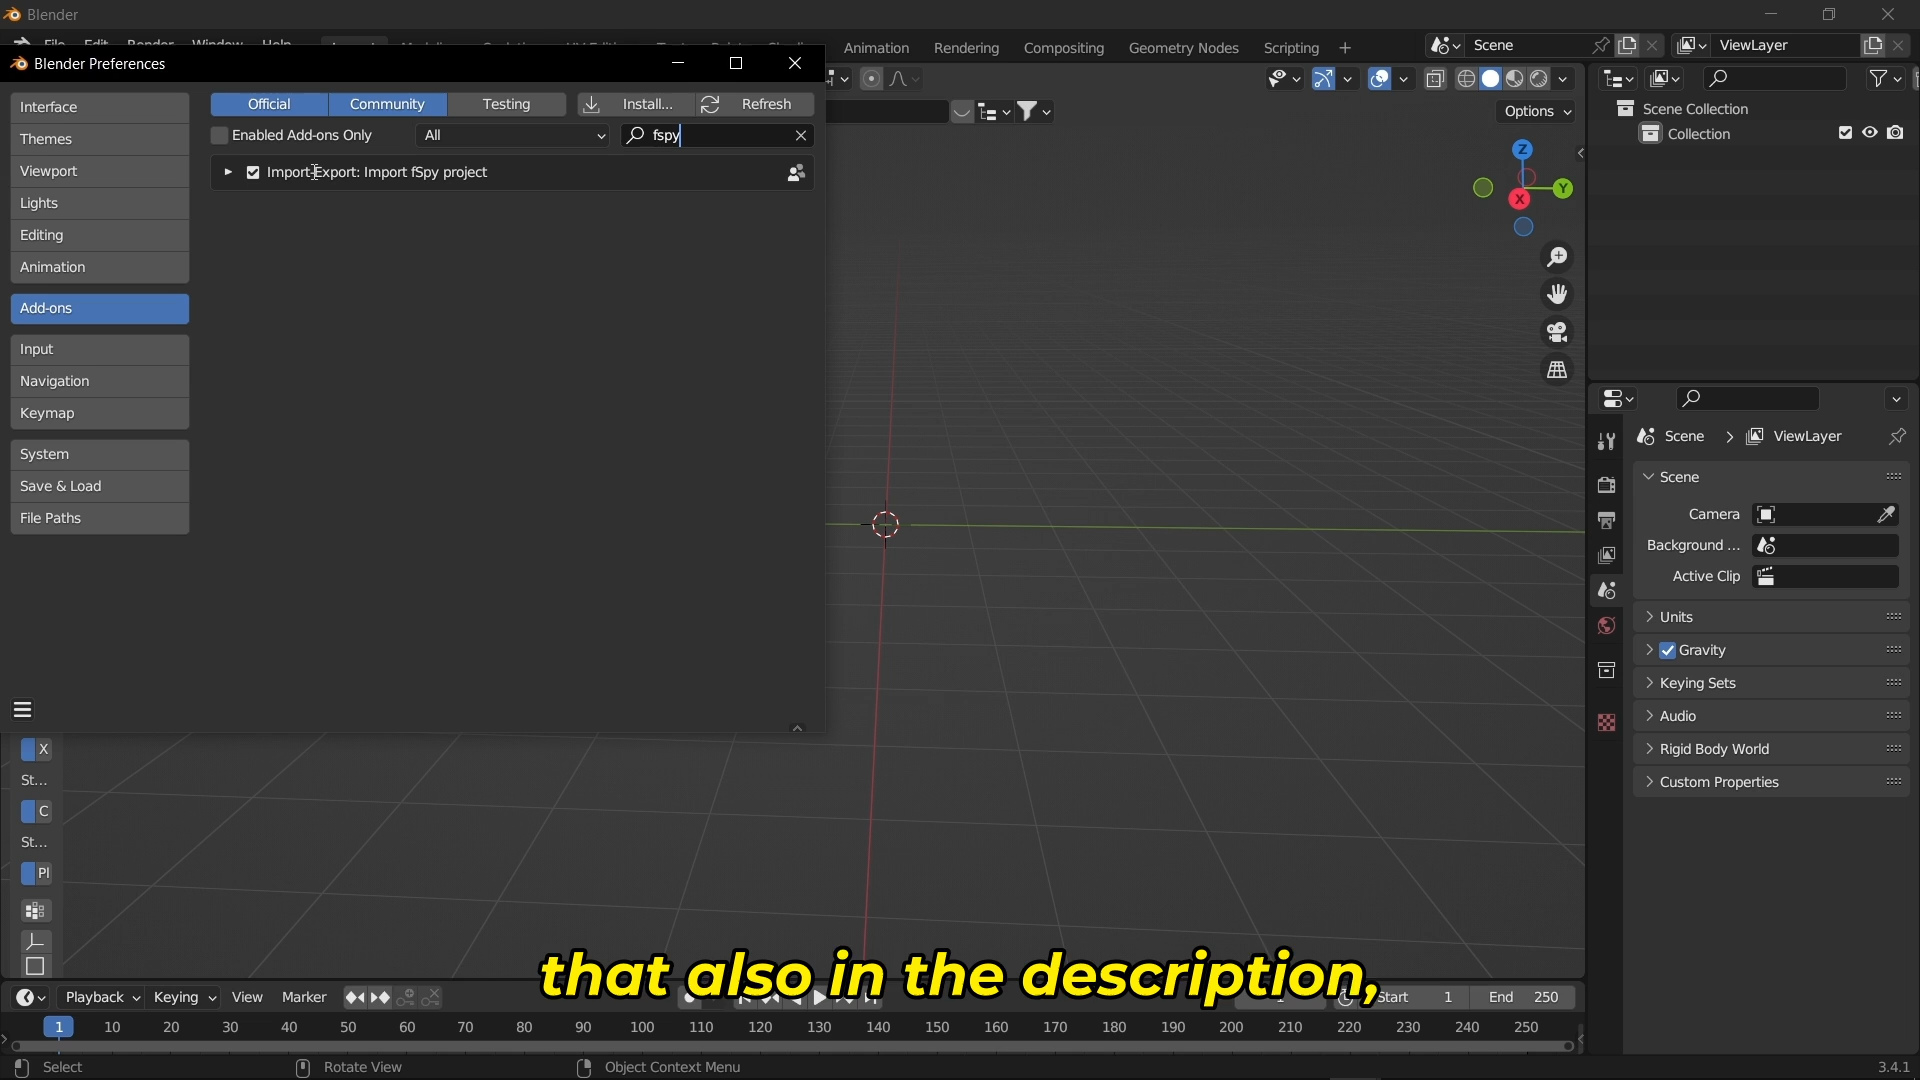 Blender
Animation Rendering Compositing Geometry Nodes Scripting
Scene
ViewLayer
Blender Preferences
Interface
Themes
Viewport
Lights
Editing
Animation
Add-ons
Input
Navigation
Keymap
System
Save & Load
File Paths
Official Community Testing Install... Refresh
Enabled Add-ons Only All fspy
Import-Export: Import fSpy project
Options
Z
Y
X
Scene Collection
Collection
Scene ViewLayer
Scene
Camera
Background ...
Active Clip
Units
Gravity
Keying Sets
Audio
Rigid Body World
Custom Properties
X
St...
C
St...
Pl
that also in the description,
Playback Keying View Marker
Start 1 End 250
1 10 20 30 40 50 60 70 80 90 100 110 120 130 140 150 160 170 180 190 200 210 220 230 240 250
Select Rotate View Object Context Menu 3.4.1